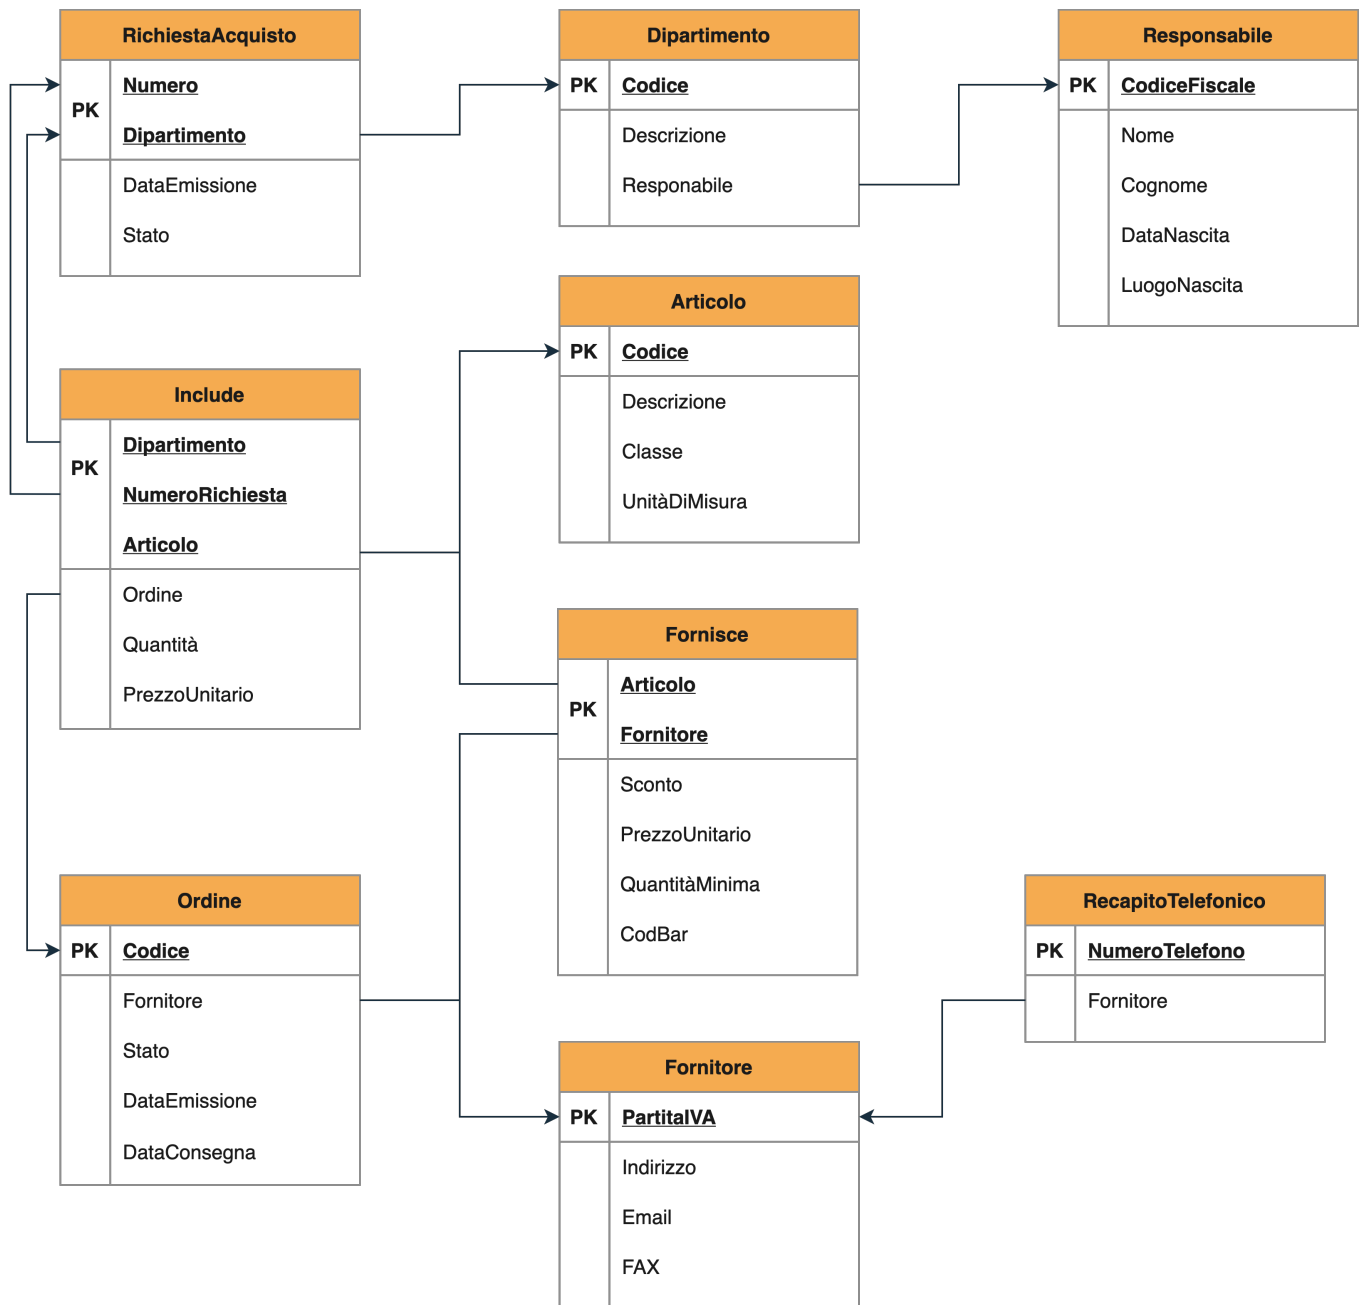 RichiestaAcquisto
PK
Numero
Dipartimento
DataEmissione
Stato
Dipartimento
PK
Codice
Descrizione
Responabile
Responsabile
PK
CodiceFiscale
Nome
Cognome
DataNascita
LuogoNascita
Articolo
PK
Codice
Descrizione
Classe
UnitàDiMisura
Include
PK
Dipartimento
NumeroRichiesta
Articolo
Ordine
Quantità
PrezzoUnitario
Fornisce
PK
Articolo
Fornitore
Sconto
PrezzoUnitario
QuantitàMinima
CodBar
Ordine
PK
Codice
Fornitore
Stato
DataEmissione
DataConsegna
RecapitoTelefonico
PK
NumeroTelefono
Fornitore
Fornitore
PK
PartitaIVA
Indirizzo
Email
FAX